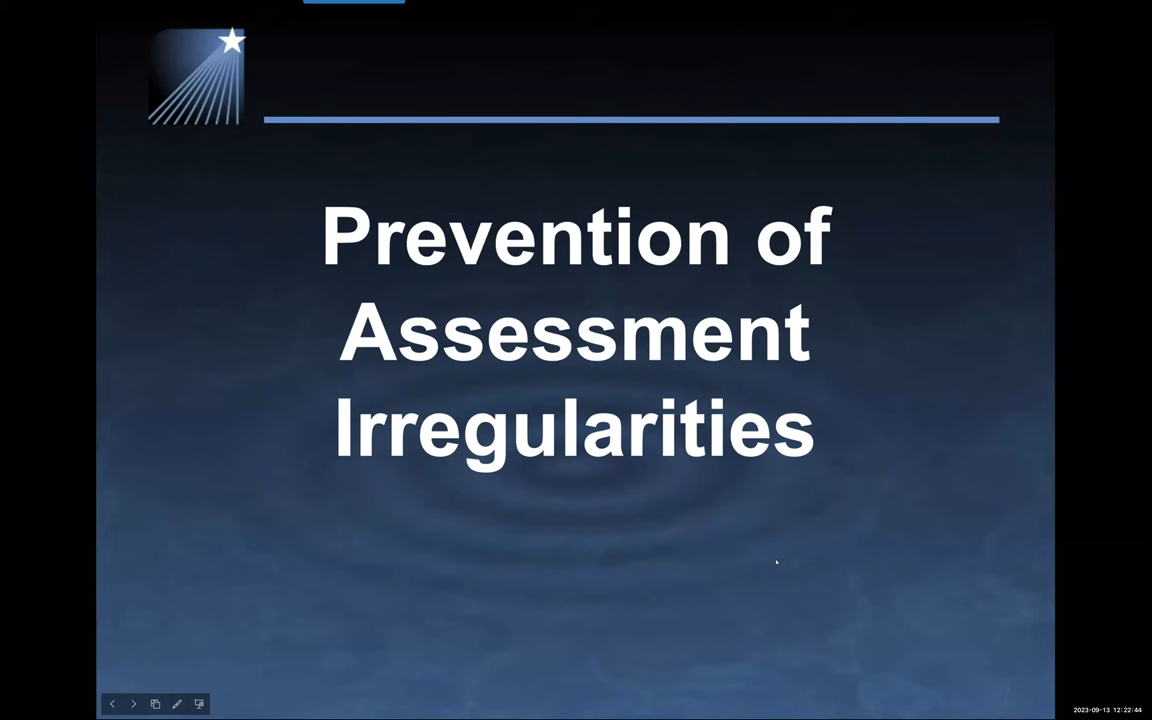 Prevention of
Assessment
Irregularities
2023-09-13 12:22:44